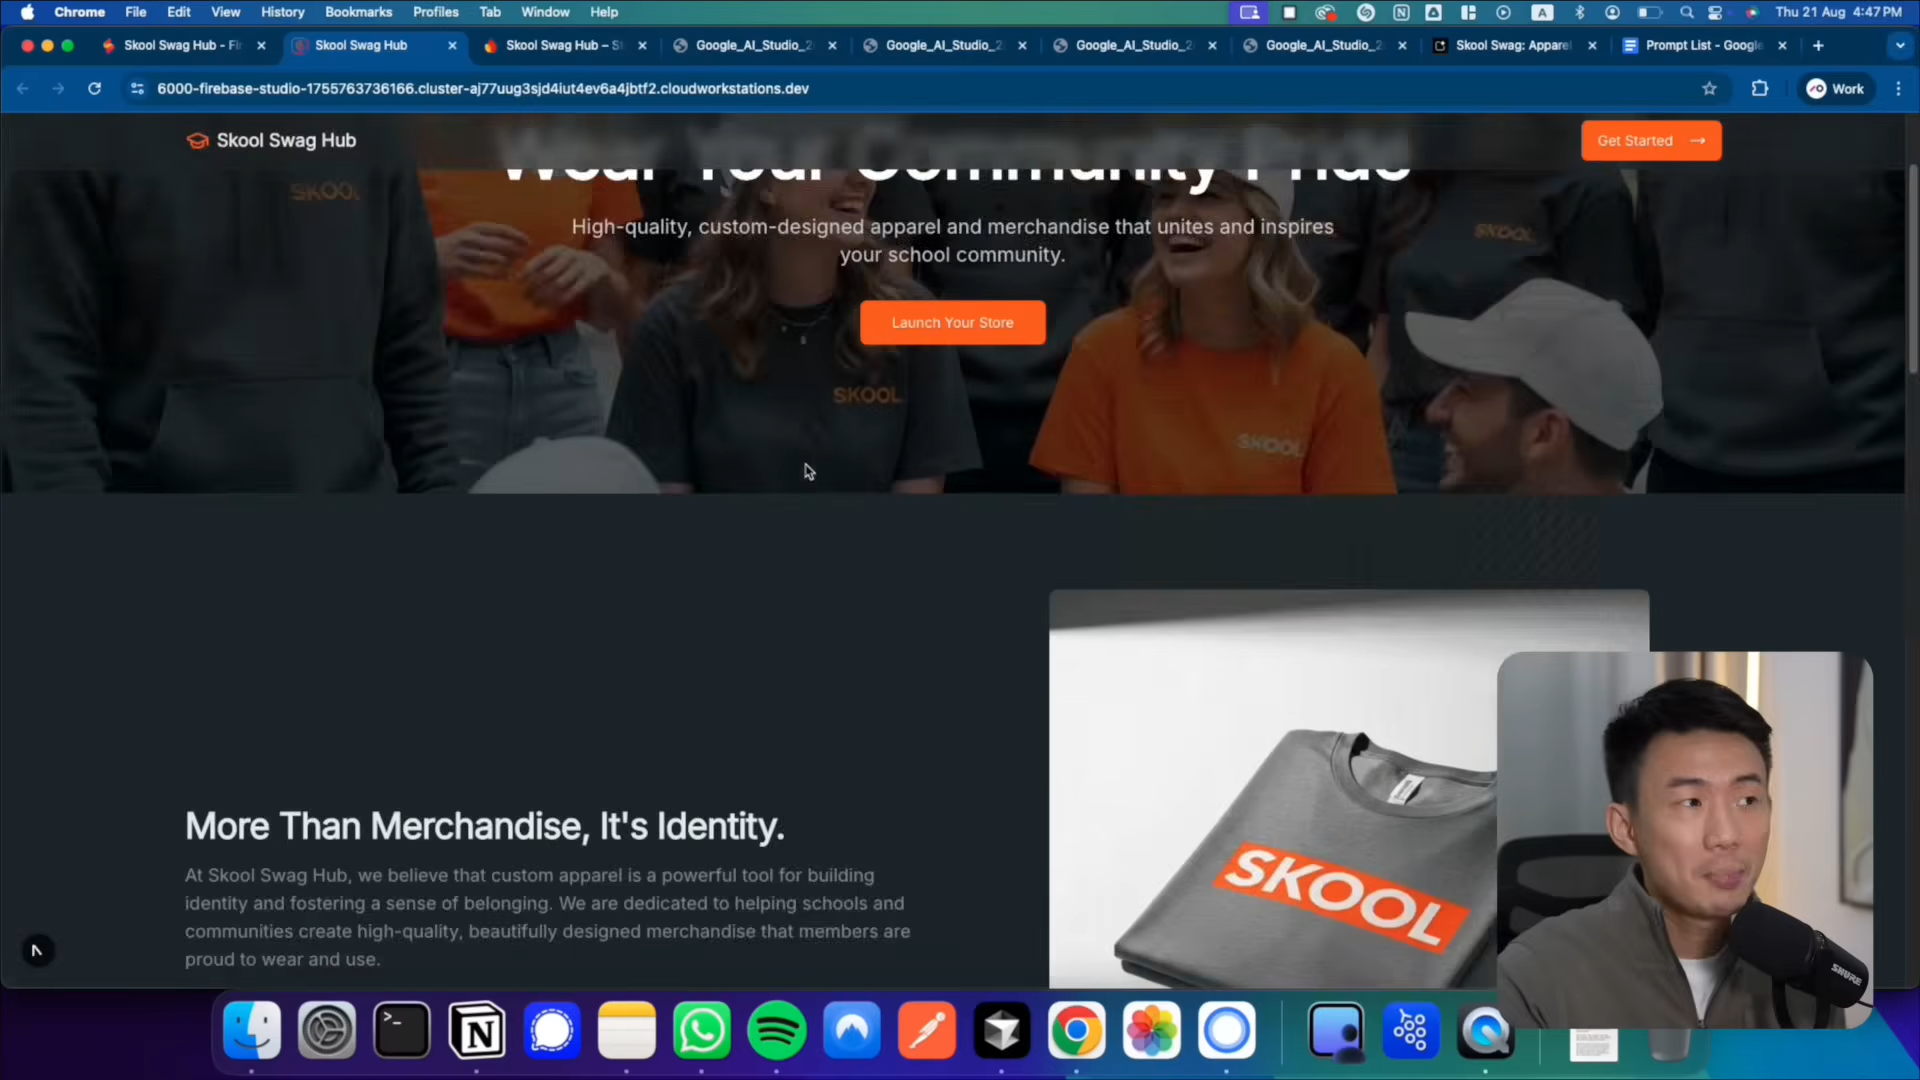 Chrome File Edit View History Bookmarks Profiles Tab Window Help
Thu 21 Aug 4:47 PM
Skool Swag Hub - Fi
Skool Swag Hub
Skool Swag Hub – S
Google_AI_Studio_2
Google_AI_Studio_2
Google_AI_Studio_2
Google_AI_Studio_2
Skool Swag: Apparel
Prompt List - Google
6000-firebase-studio-1755763736166.cluster-aj77uug3sjd4iut4ev6a4jbtf2.cloudworkstations.dev
Work
Skool Swag Hub
Get Started →
Wear Your Community Pride
High-quality, custom-designed apparel and merchandise that unites and inspires
your school community.
Launch Your Store
SKOOL
SKOOL
SKOOL
SKOOL
More Than Merchandise, It's Identity.
At Skool Swag Hub, we believe that custom apparel is a powerful tool for building
identity and fostering a sense of belonging. We are dedicated to helping schools and
communities create high-quality, beautifully designed merchandise that members are
proud to wear and use.
SKOOL
SHURE